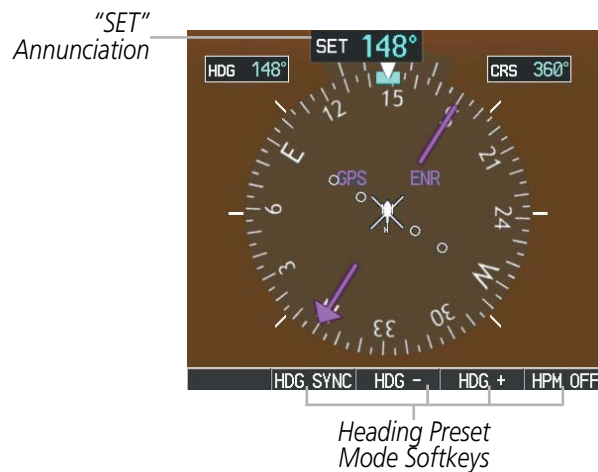 "SET"
Annunciation
SET 148°
HDG 148°
CRS 360°
12
15
S
21
24
W
30
33
N
3
6
E
GPS ENR
HDG SYNC HDG - HDG + HPM OFF
Heading Preset
Mode Softkeys